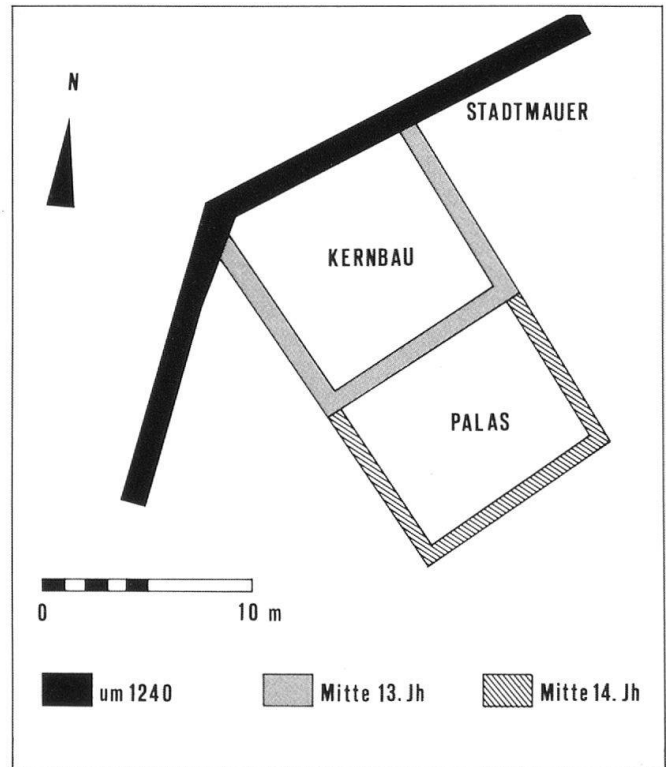 N
STADTMAUER
KERNBAU
PALAS
0 10 m
um 1240 Mitte 13. Jh Mitte 14. Jh